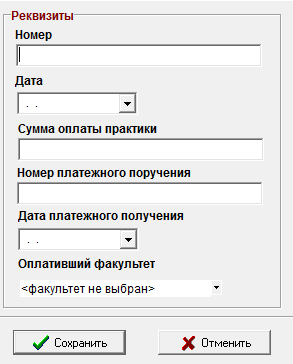 Реквизиты
Номер
Дата
. .
Сумма оплаты практики
Номер платежного поручения
Дата платежного получения
. .
Оплативший факультет
<факультет не выбран>
Сохранить
Отменить